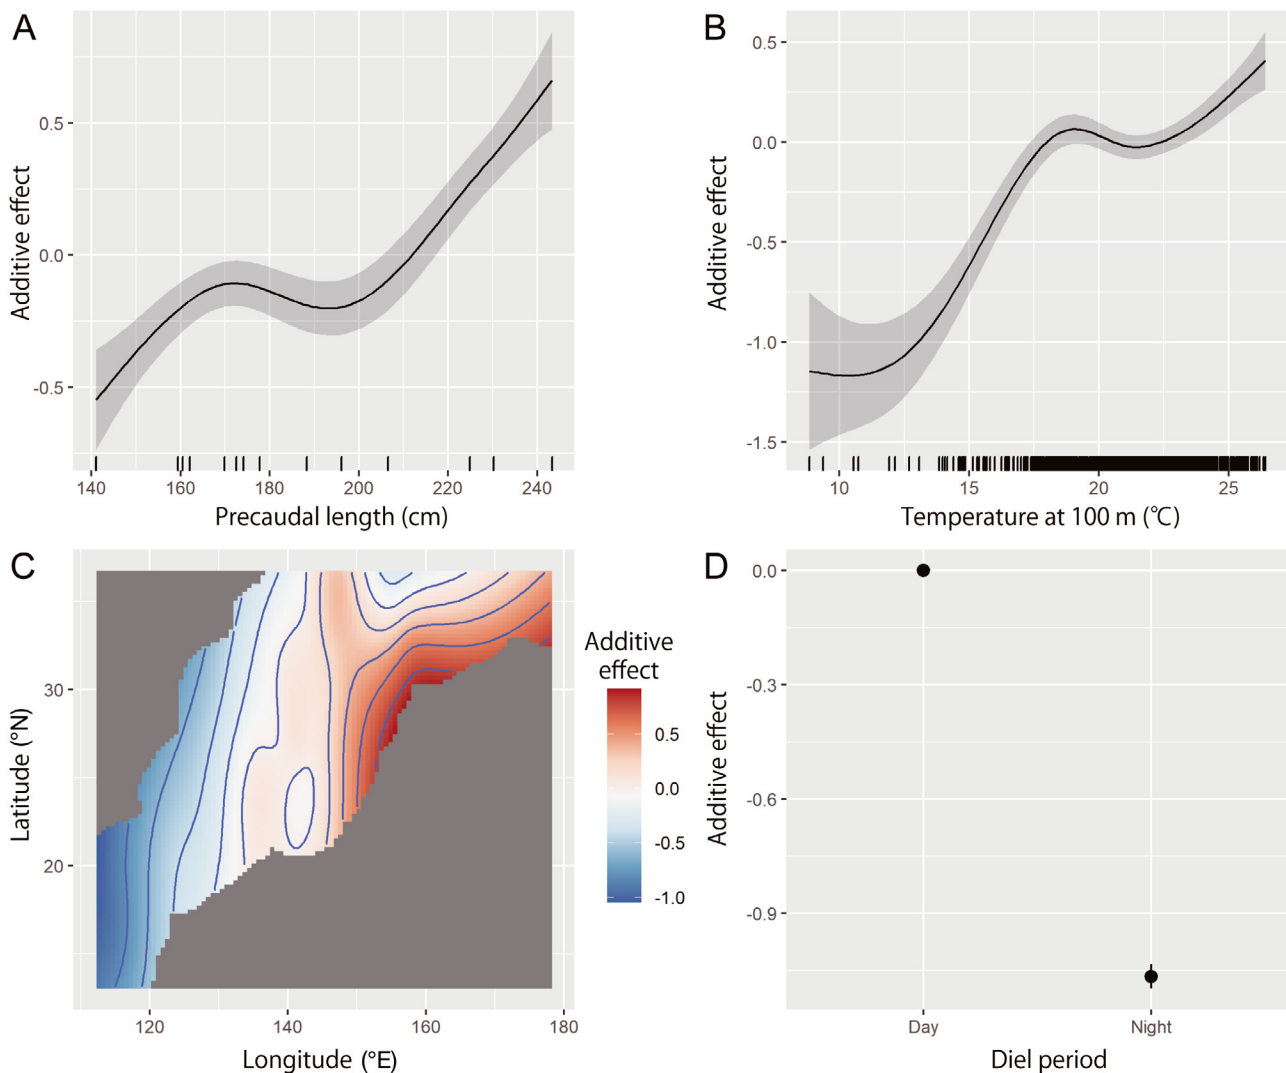 A
Additive effect
0.5
0.0
-0.5
140
160
180
200
220
240
Precaudal length (cm)
B
Additive effect
0.5
0.0
-0.5
-1.0
-1.5
10
15
20
25
Temperature at 100 m (℃)
C
Latitude (°N)
30
20
120
140
160
180
Longitude (°E)
Additive
effect
0.5
0.0
-0.5
-1.0
D
Additive effect
0.0
-0.3
-0.6
-0.9
Day
Night
Diel period